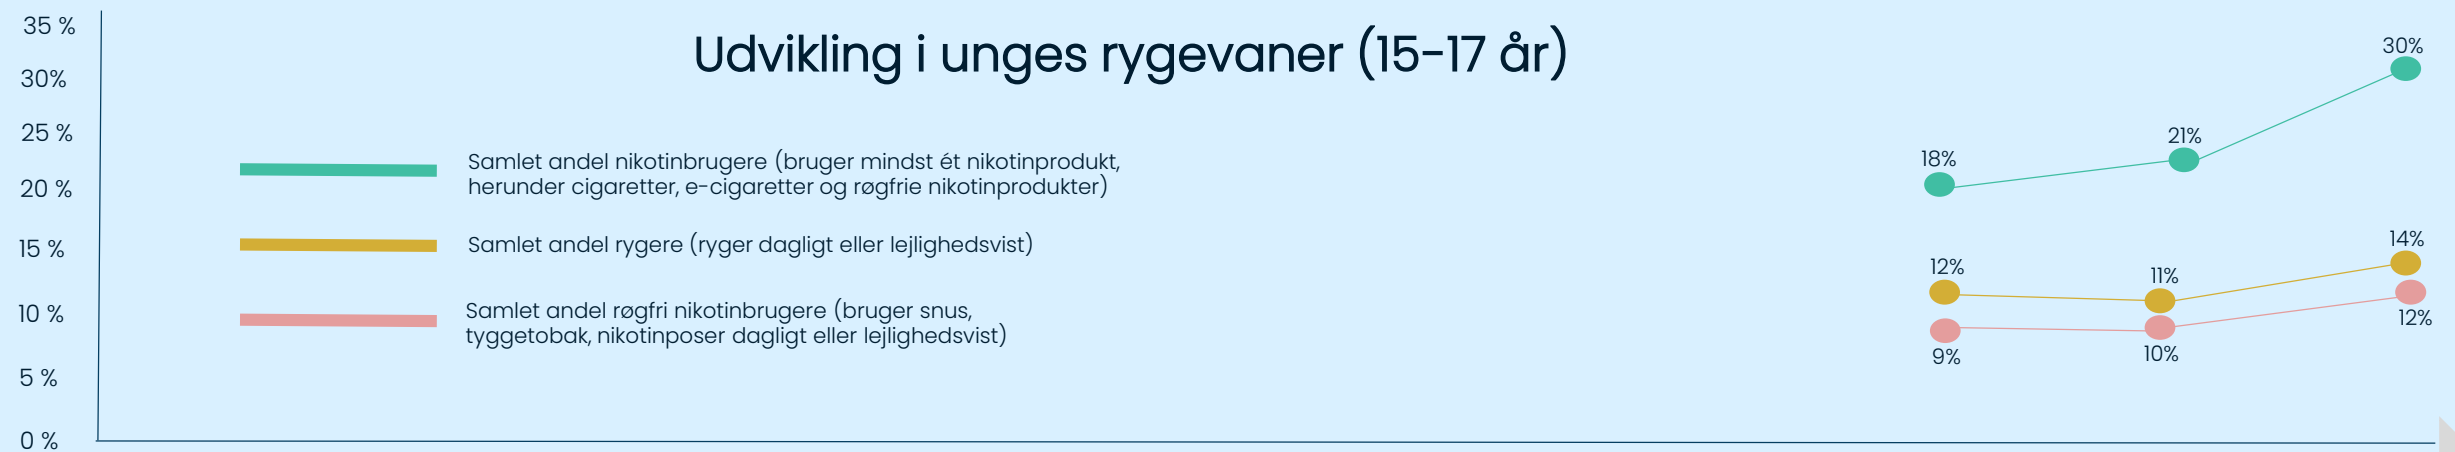 Udvikling i unges rygevaner (15-17 år)
35 %
30%
25 %
20 %
15 %
10 %
5 %
0 %
Samlet andel nikotinbrugere (bruger mindst ét nikotinprodukt,
herunder cigaretter, e-cigaretter og røgfrie nikotinprodukter)
Samlet andel rygere (ryger dagligt eller lejlighedsvist)
Samlet andel røgfri nikotinbrugere (bruger snus,
tyggetobak, nikotinposer dagligt eller lejlighedsvist)
18%
21%
30%
12%
11%
14%
9%
10%
12%